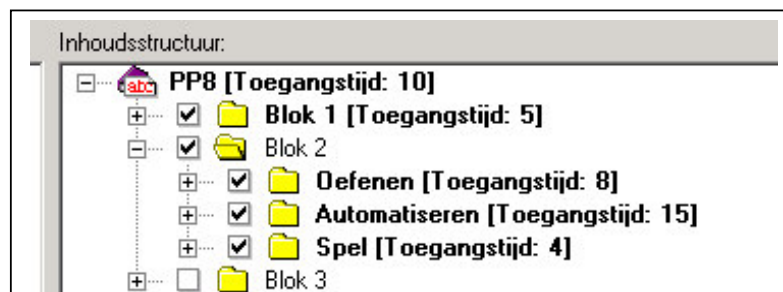 Inhoudsstructuur:
abc PP8 [Toegangstijd: 10]
Blok 1 [Toegangstijd: 5]
Blok 2
Oefenen [Toegangstijd: 8]
Automatiseren [Toegangstijd: 15]
Spel [Toegangstijd: 4]
Blok 3